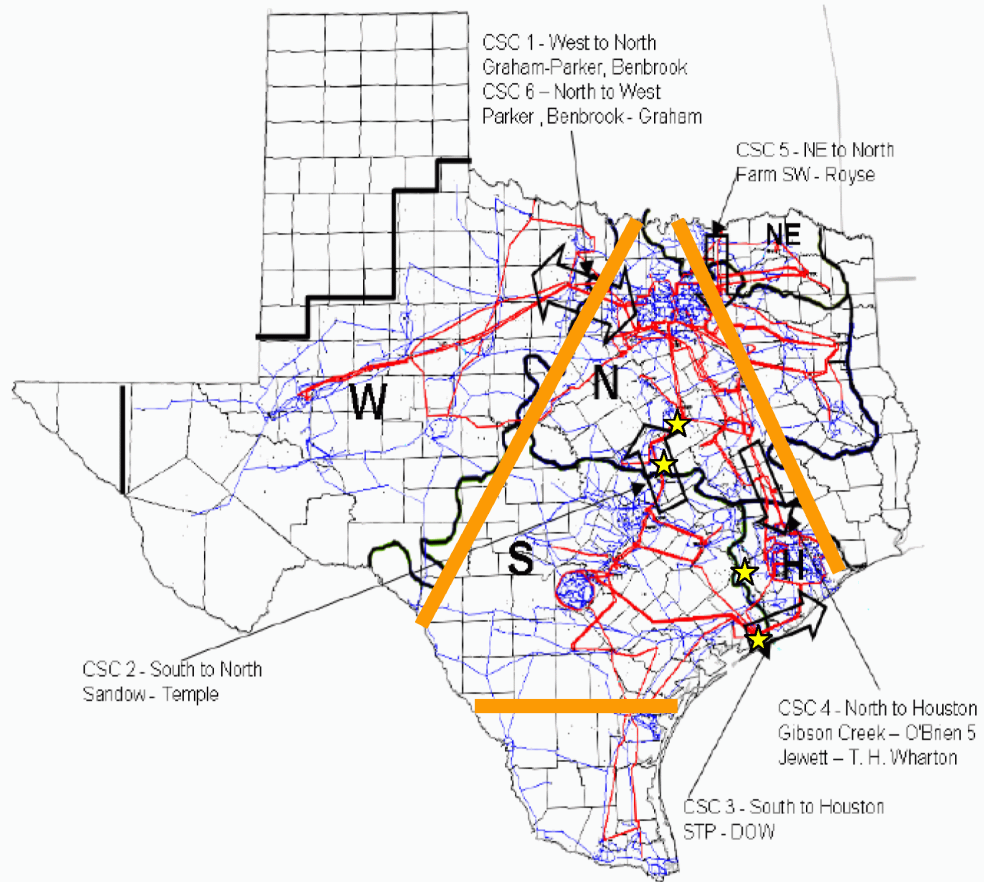 CSC 1 - West to North
Graham-Parker, Benbrook
CSC 6 – North to West
Parker , Benbrook - Graham
CSC 5 - NE to North
Farm SW - Royse
NE
W
N
S
H
CSC 2 - South to North
Sandow - Temple
CSC 4 - North to Houston
Gibson Creek – O'Brien 5
Jewett – T. H. Wharton
CSC 3 - South to Houston
STP - DOW